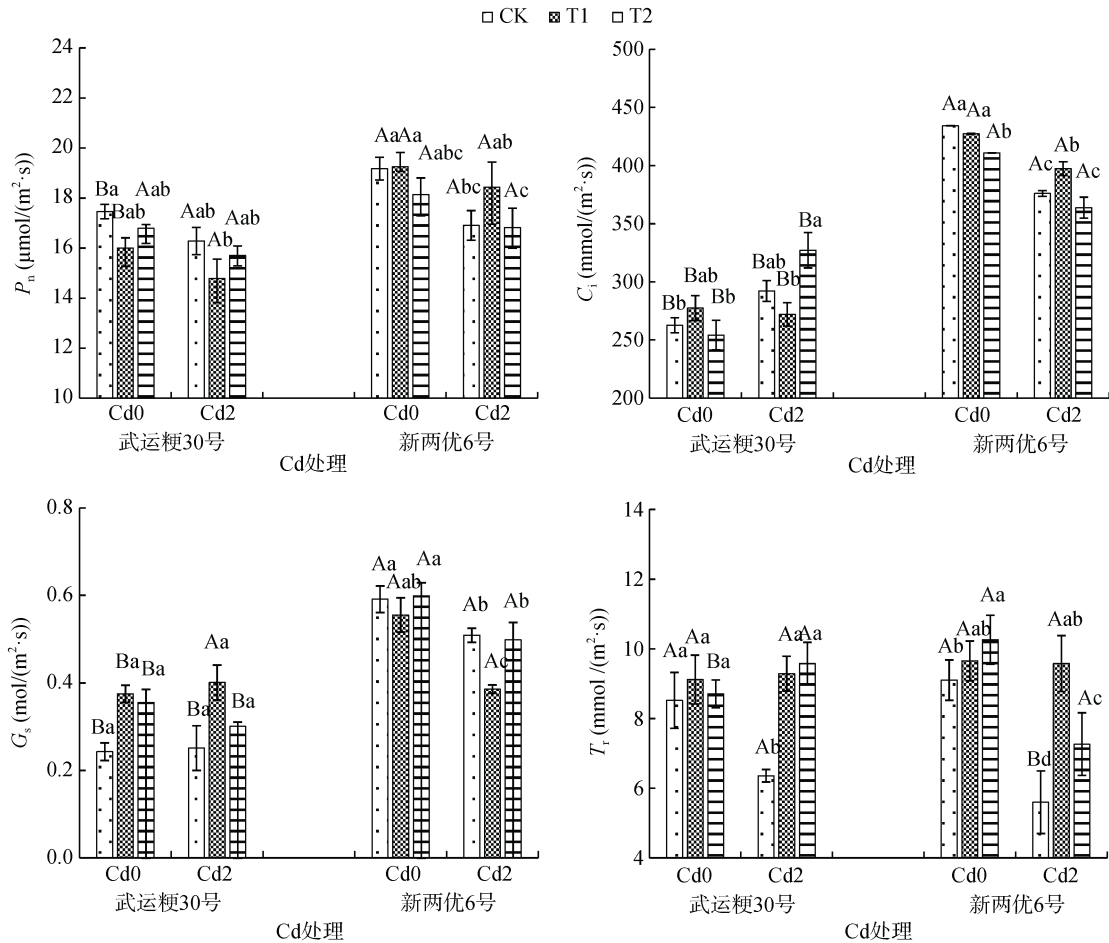 CK T1 T2
P_n (μmol/(m²·s))
24
22
20
18
16
14
12
10
Ba Bab Aab
Aab Ab Aab
Aa Aa Aabc
Abc Aab Ac
Cd0 Cd2 Cd0 Cd2
武运粳30号 新两优6号
Cd处理
C_i (mmol/(m²·s))
500
450
400
350
300
250
200
Bb Bab Bb
Bab Bb Ba
Aa Aa Ab
Ac Ab Ac
Cd0 Cd2 Cd0 Cd2
武运粳30号 新两优6号
Cd处理
G_s (mol/(m²·s))
0.8
0.6
0.4
0.2
0.0
Ba Ba Ba
Ba Aa Ba
Aa Aab Aa
Ab Ac Ab
Cd0 Cd2 Cd0 Cd2
武运粳30号 新两优6号
Cd处理
T_r (mmol /(m²·s))
14
12
10
8
6
4
Aa Aa Ba
Ab Aa Aa
Ab Aab Aa
Bd Aab Ac
Cd0 Cd2 Cd0 Cd2
武运粳30号 新两优6号
Cd处理